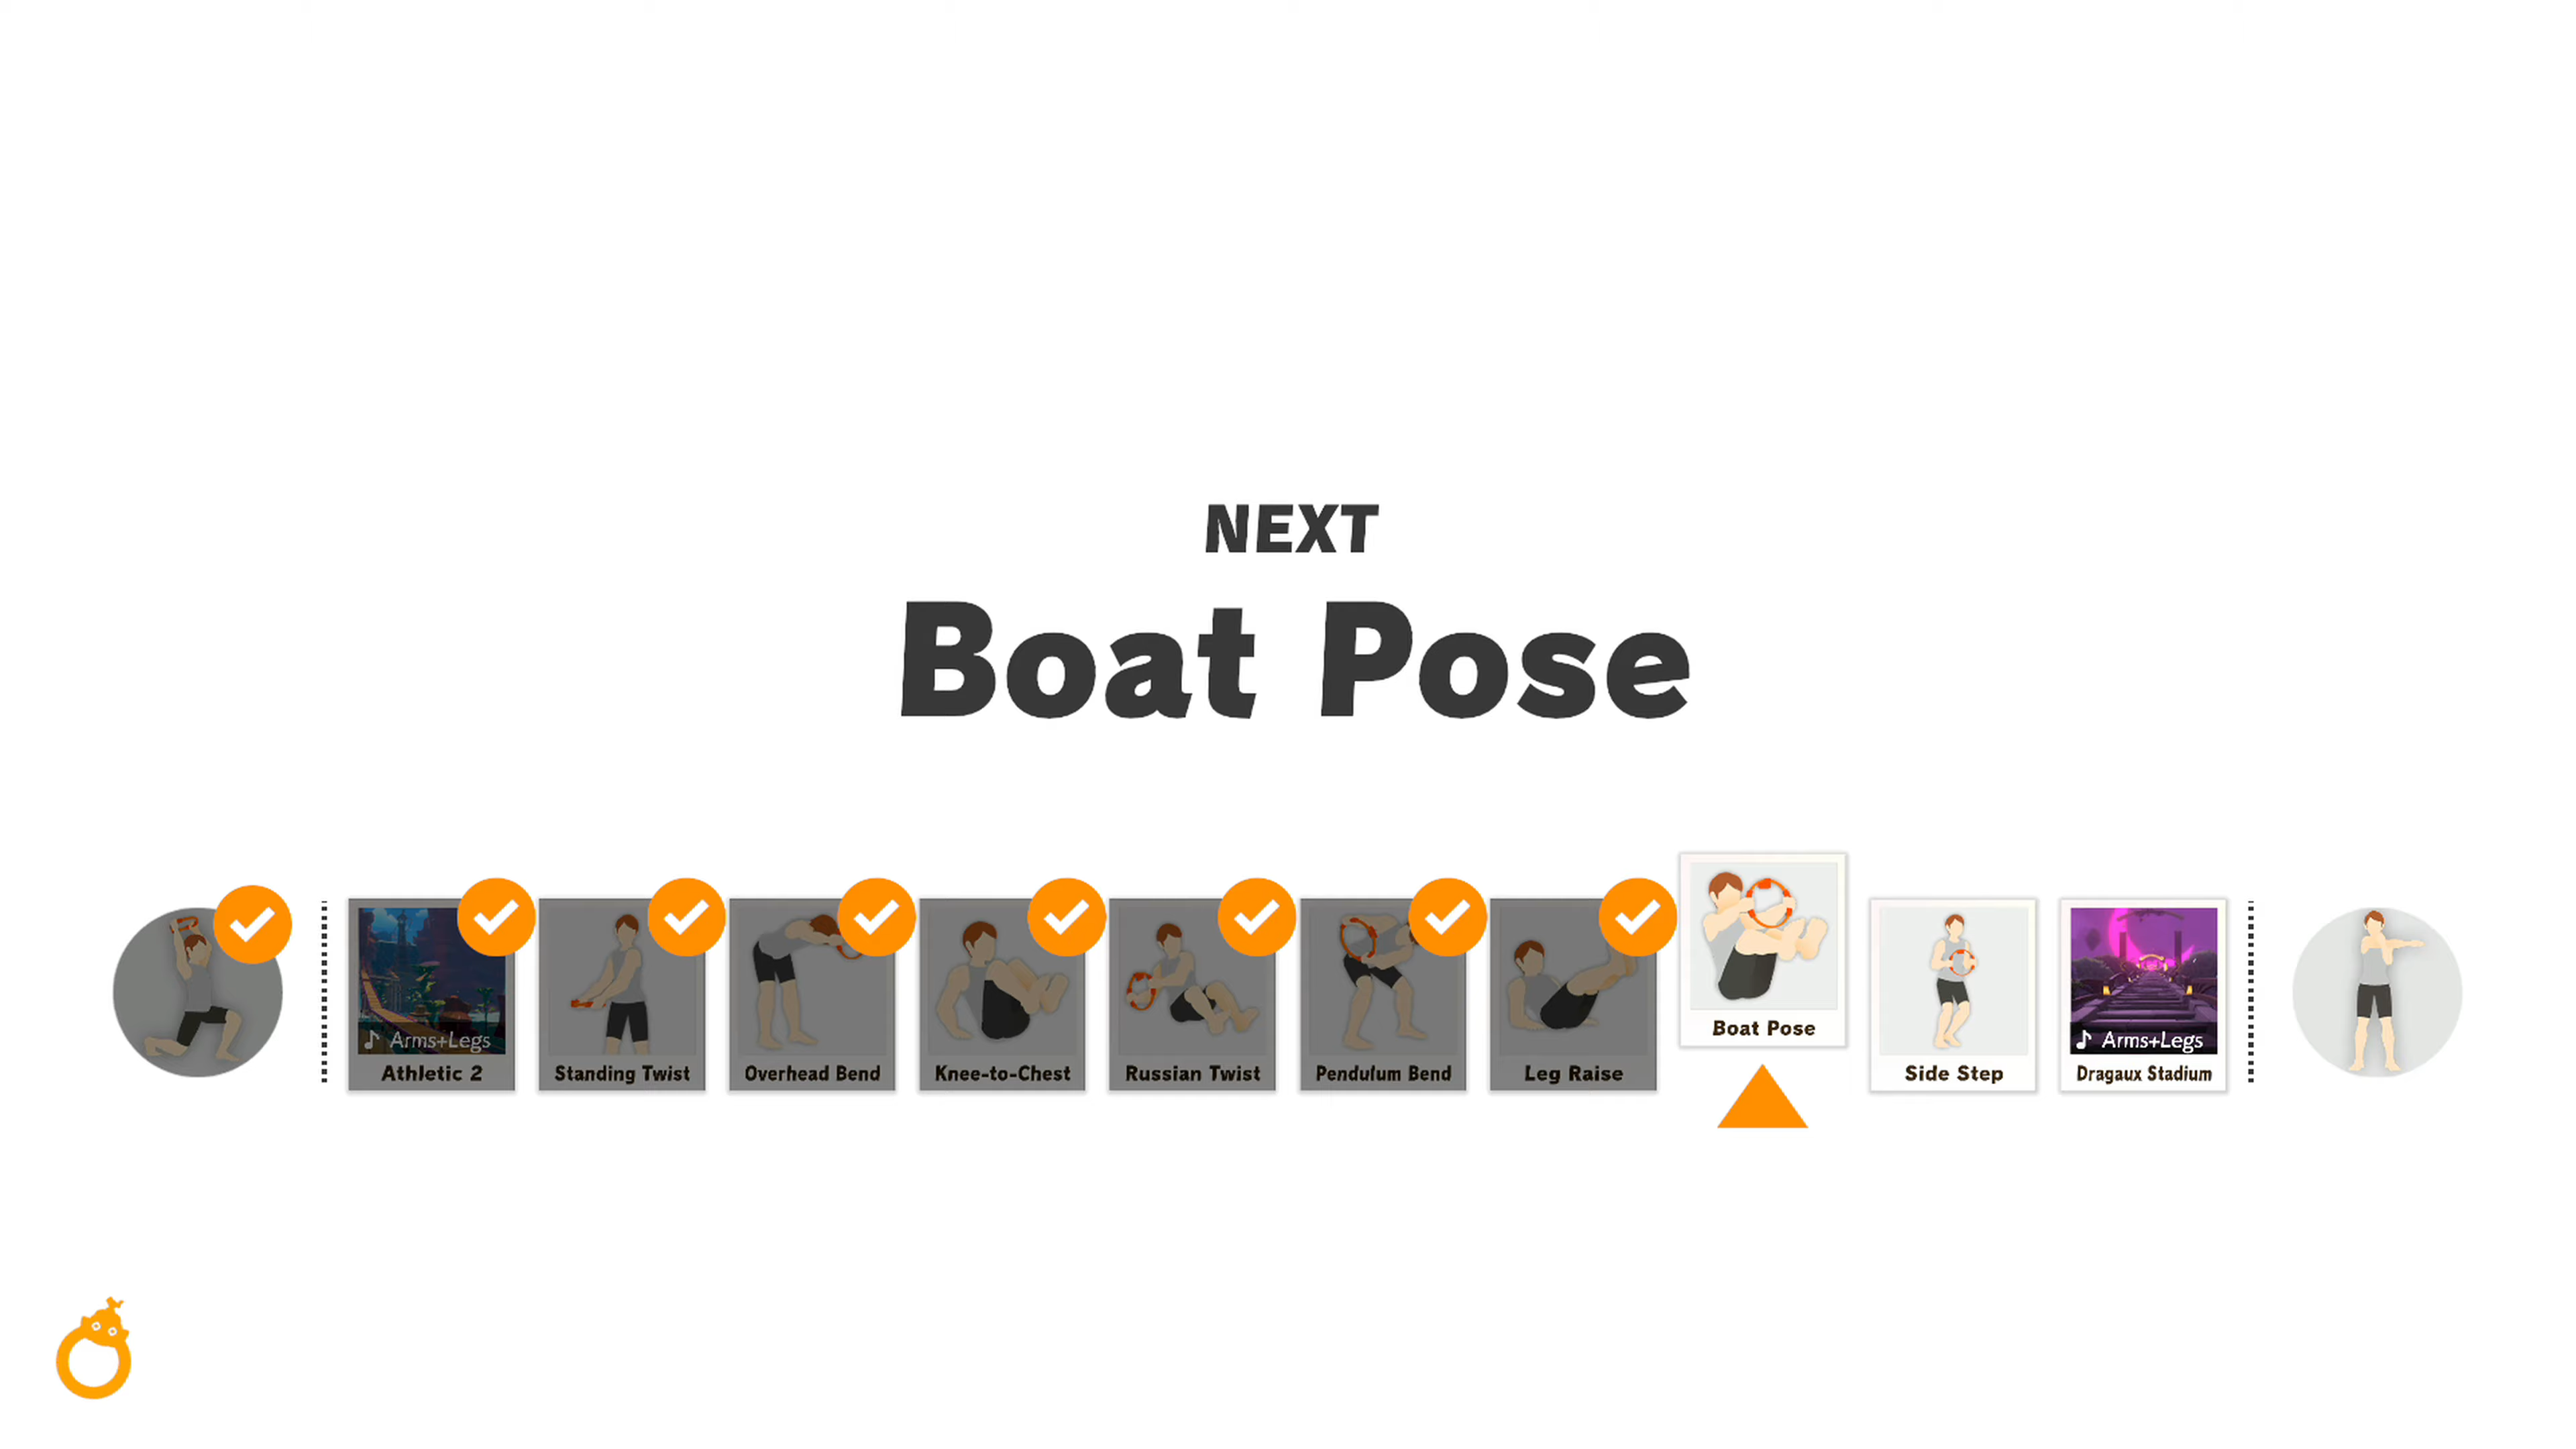 NEXT
Boat Pose
♪ Arms+Legs
Athletic 2
Standing Twist
Overhead Bend
Knee-to-Chest
Russian Twist
Pendulum Bend
Leg Raise
Boat Pose
Side Step
♪ Arms+Legs
Dragaux Stadium